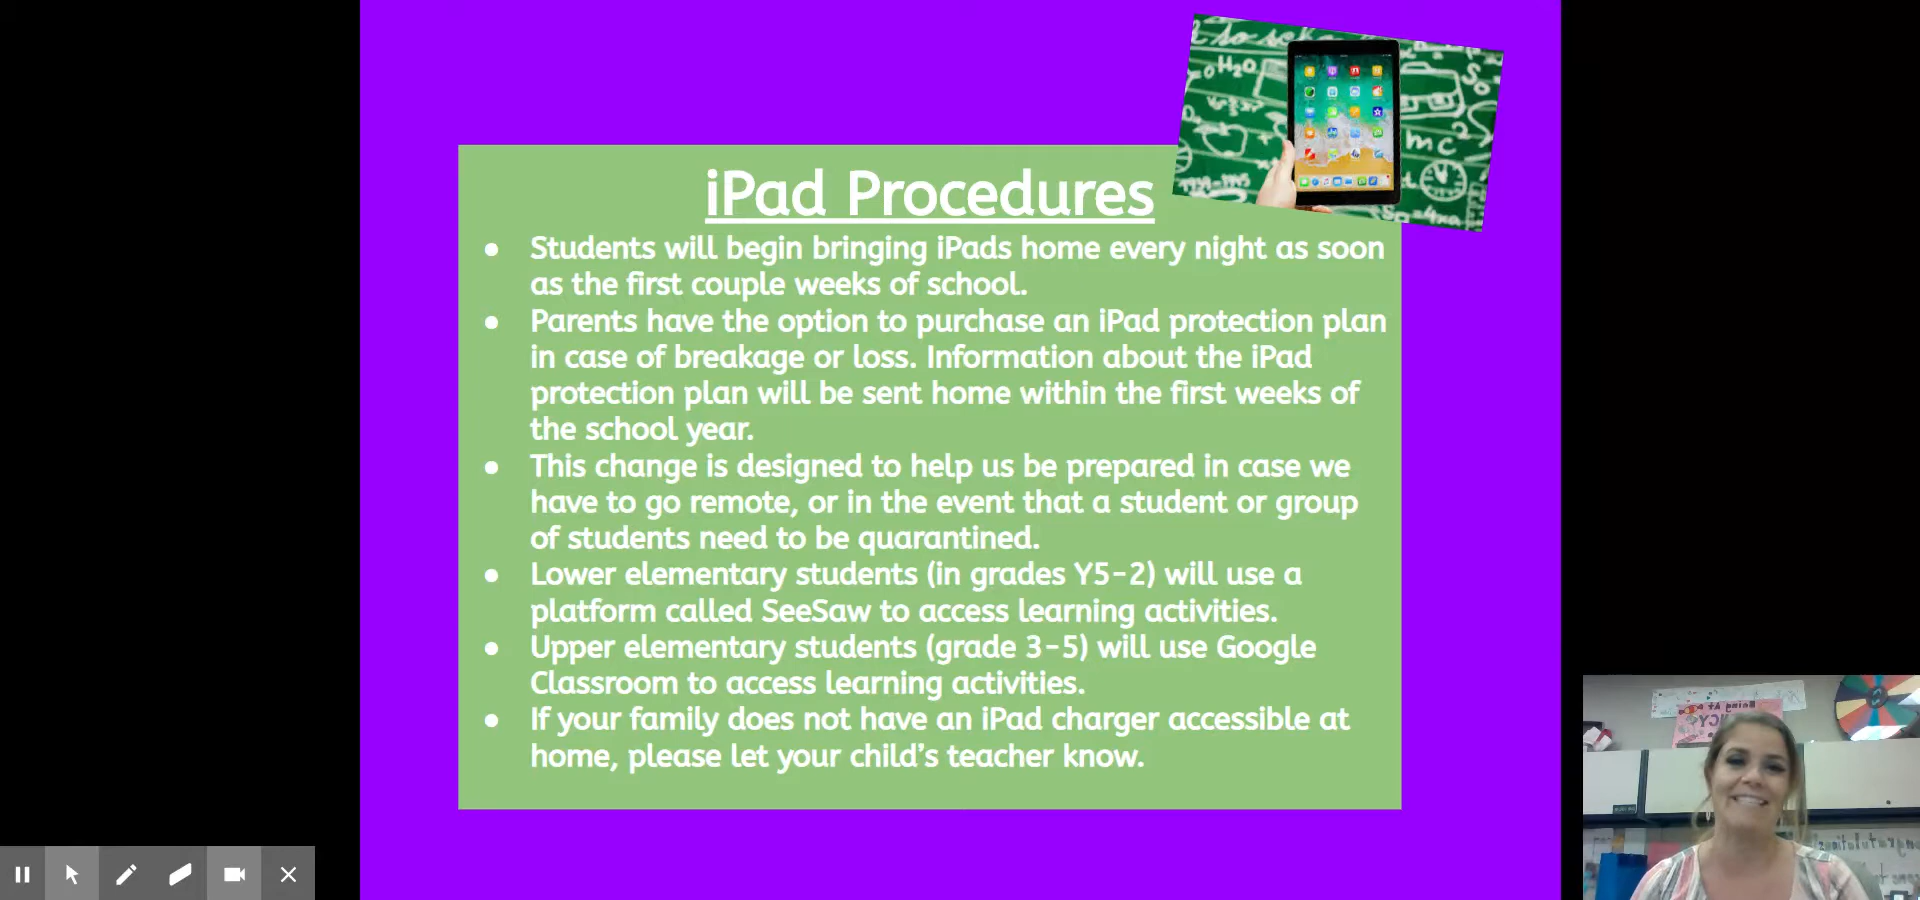 H₂O
mc²
iPad Procedures
● Students will begin bringing iPads home every night as soon
as the first couple weeks of school.
● Parents have the option to purchase an iPad protection plan
in case of breakage or loss. Information about the iPad
protection plan will be sent home within the first weeks of
the school year.
● This change is designed to help us be prepared in case we
have to go remote, or in the event that a student or group
of students need to be quarantined.
● Lower elementary students (in grades Y5-2) will use a
platform called SeeSaw to access learning activities.
● Upper elementary students (grade 3-5) will use Google
Classroom to access learning activities.
● If your family does not have an iPad charger accessible at
home, please let your child’s teacher know.